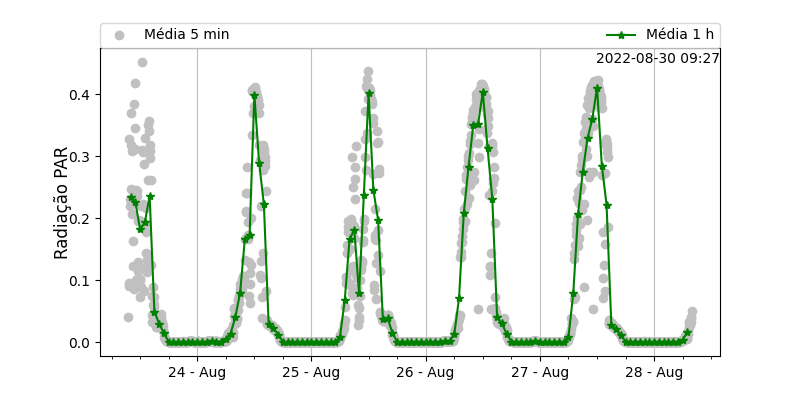 Média 5 min
Média 1 h
2022-08-30 09:27
Radiação PAR
0.4
0.3
0.2
0.1
0.0
24 - Aug
25 - Aug
26 - Aug
27 - Aug
28 - Aug